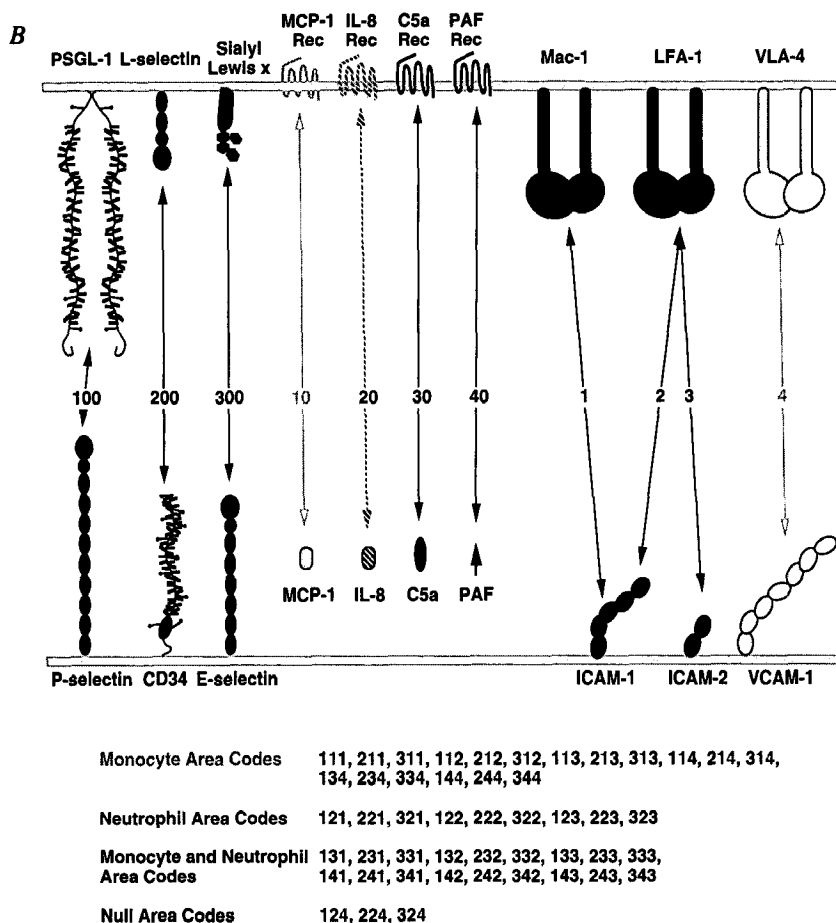 B
PSGL-1 L-selectin
Sialyl
Lewis x
MCP-1
Rec
IL-8
Rec
C5a
Rec
PAF
Rec
Mac-1
LFA-1
VLA-4
100
200
300
10
20
30
40
1
2
3
4
MCP-1
IL-8
C5a
PAF
P-selectin
CD34
E-selectin
ICAM-1
ICAM-2
VCAM-1
Monocyte Area Codes 111, 211, 311, 112, 212, 312, 113, 213, 313, 114, 214, 314,
134, 234, 334, 144, 244, 344
Neutrophil Area Codes 121, 221, 321, 122, 222, 322, 123, 223, 323
Monocyte and Neutrophil 131, 231, 331, 132, 232, 332, 133, 233, 333,
Area Codes 141, 241, 341, 142, 242, 342, 143, 243, 343
Null Area Codes 124, 224, 324